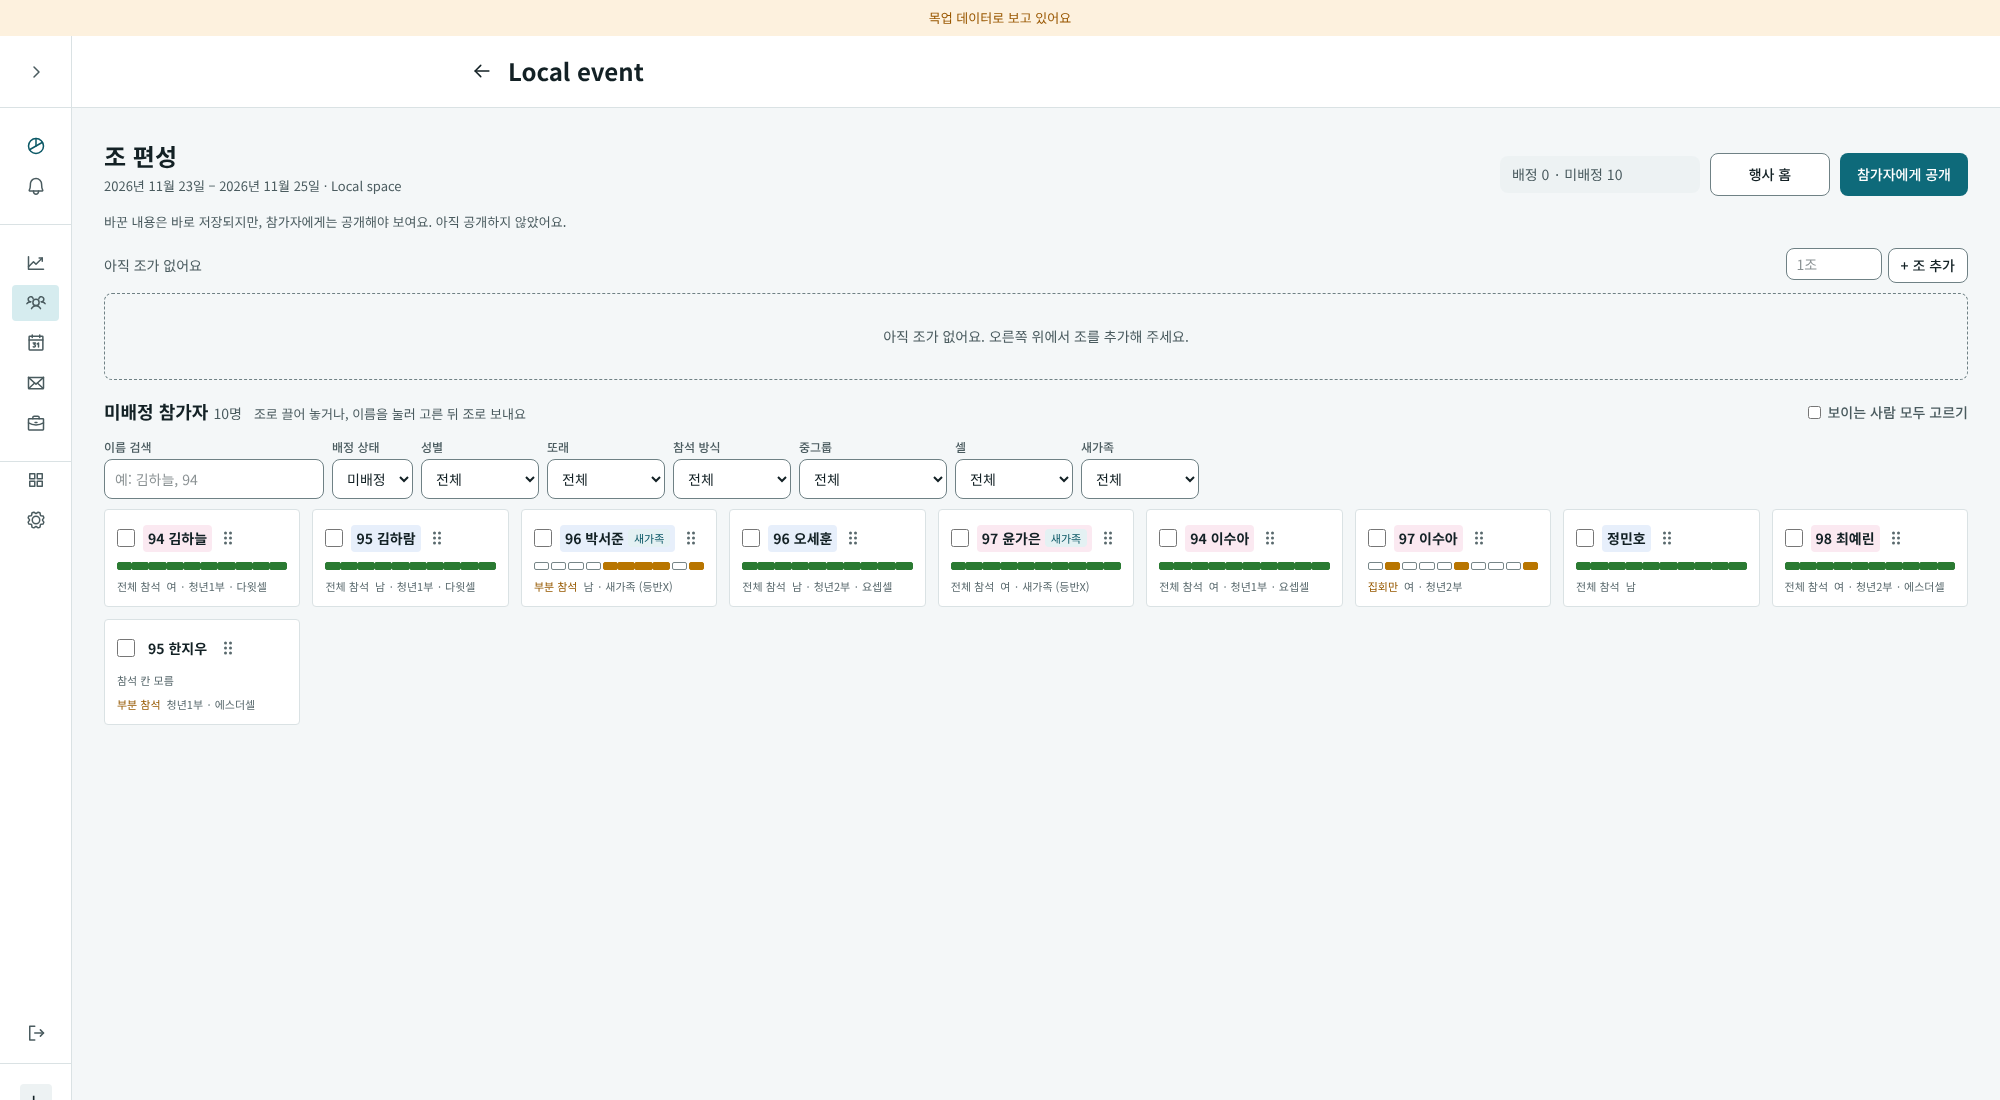 목업 데이터로 보고 있어요
Local event
조 편성
2026년 11월 23일 – 2026년 11월 25일 · Local space
배정 0 · 미배정 10
행사 홈
참가자에게 공개
바꾼 내용은 바로 저장되지만, 참가자에게는 공개해야 보여요. 아직 공개하지 않았어요.
아직 조가 없어요
1조
+ 조 추가
아직 조가 없어요. 오른쪽 위에서 조를 추가해 주세요.
미배정 참가자 10명 조로 끌어 놓거나, 이름을 눌러 고른 뒤 조로 보내요
보이는 사람 모두 고르기
이름 검색 배정 상태 성별 또래 참석 방식 중그룹 셀 새가족
예: 김하늘, 94 미배정 전체 전체 전체 전체 전체 전체
94 김하늘
전체 참석 여 · 청년1부 · 다윗셀
95 김하람
전체 참석 남 · 청년1부 · 다윗셀
96 박서준 새가족
부분 참석 남 · 새가족 (등반X)
96 오세훈
전체 참석 남 · 청년2부 · 요셉셀
97 윤가은 새가족
전체 참석 여 · 새가족 (등반X)
94 이수아
전체 참석 여 · 청년1부 · 요셉셀
97 이수아
집회만 여 · 청년2부
정민호
전체 참석 남
98 최예린
전체 참석 여 · 청년2부 · 에스더셀
95 한지우
참석 칸 모름
부분 참석 청년1부 · 에스더셀